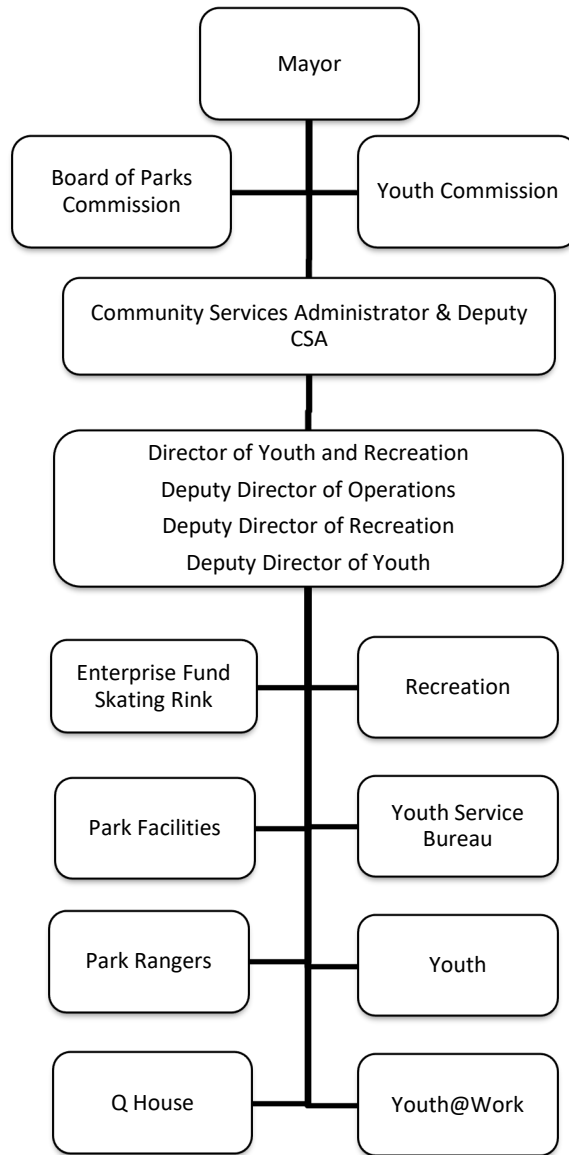 Mayor
Board of Parks
Commission
Youth Commission
Community Services Administrator & Deputy
CSA
Director of Youth and Recreation
Deputy Director of Operations
Deputy Director of Recreation
Deputy Director of Youth
Enterprise Fund
Skating Rink
Recreation
Park Facilities
Youth Service
Bureau
Park Rangers
Youth
Q House
Youth@Work